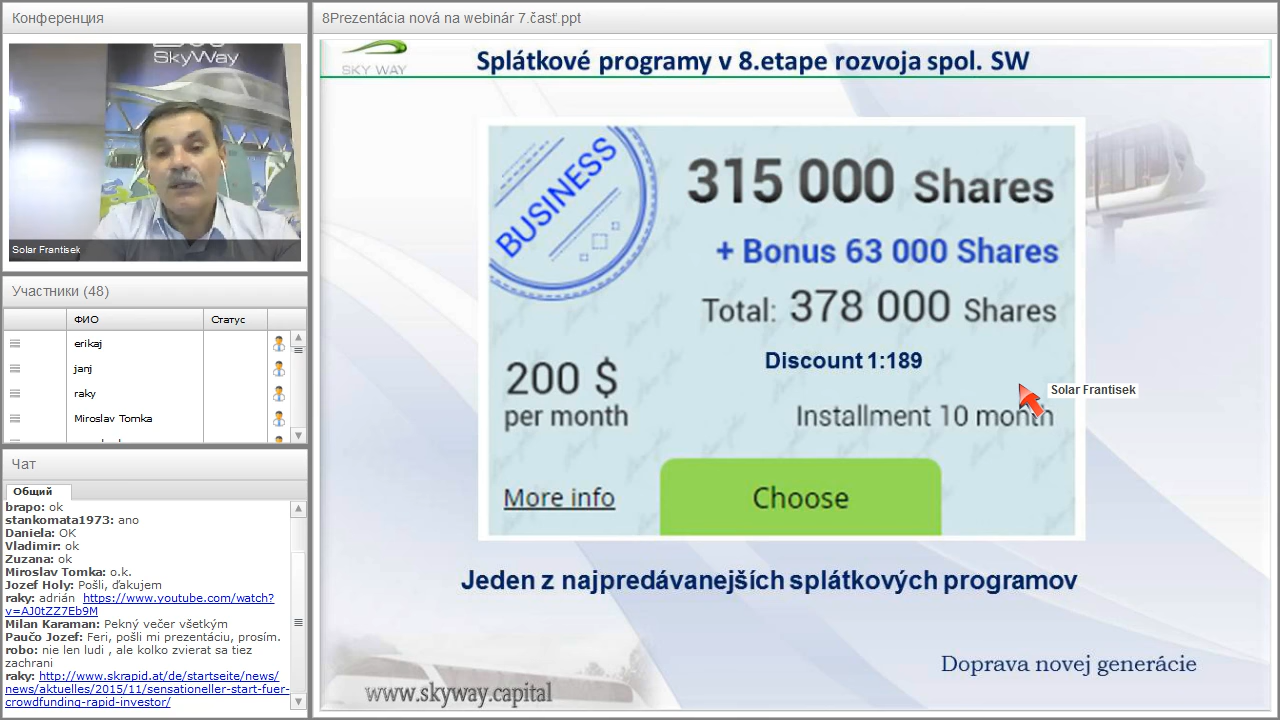 Конференция
SkyWay
Solar Frantisek
Участники (48)
ФИО
Статус
erikaj
janj
raky
Miroslav Tomka
Чат
Общий
brapo: ok
stankomata1973: ano
Daniela: OK
Vladimir: ok
Zuzana: ok
Miroslav Tomka: o.k.
Jozef Holy: Pošli, ďakujem
raky: adrián https://www.youtube.com/watch?
v=AJ0tZZ7Eb9M
Milan Karaman: Pekný večer všetkým
Paučo Jozef: Feri, pošli mi prezentáciu, prosím.
robo: nie len ludi , ale kolko zvierat sa tiez
zachrani
raky: http://www.skrapid.at/de/startseite/news/
news/aktuelles/2015/11/sensationeller-start-fuer-
crowdfunding-rapid-investor/
8Prezentácia nová na webinár 7.časť.ppt
SKY WAY
Splátkové programy v 8.etape rozvoja spol. SW
BUSINESS
315 000 Shares
+ Bonus 63 000 Shares
Total: 378 000 Shares
Discount 1:189
200 $
per month
Installment 10 month
Solar Frantisek
More info
Choose
Jeden z najpredávanejších splátkových programov
Doprava novej generácie
www.skyway.capital